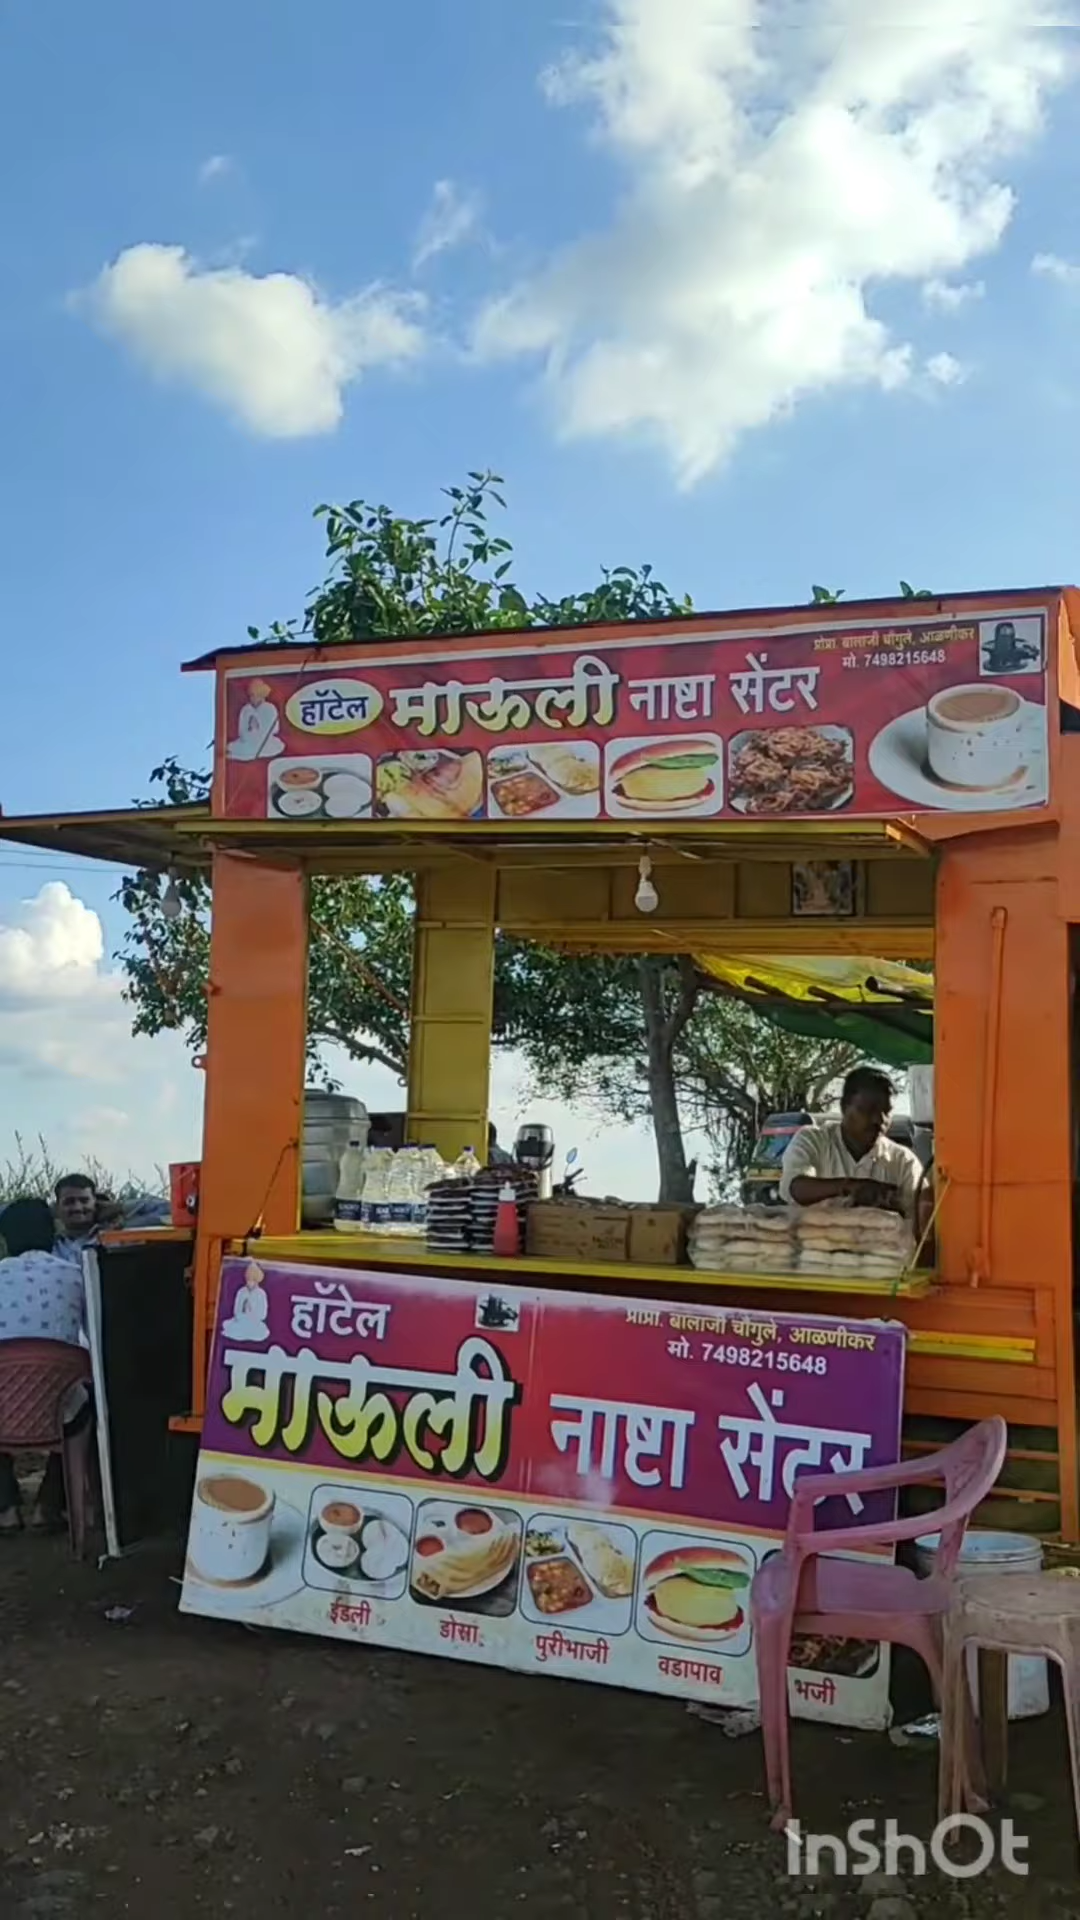 प्रोप्रा. बालाजी चौगुले, आळणीकर
मो. 7498215648
हॉटेल माऊली नाष्टा सेंटर
प्रोप्रा. बालाजी चौगुले, आळणीकर
मो. 7498215648
हॉटेल
माऊली नाष्टा सेंटर
ईडली
डोसा
पुरीभाजी
वडापाव
भजी
InShOt